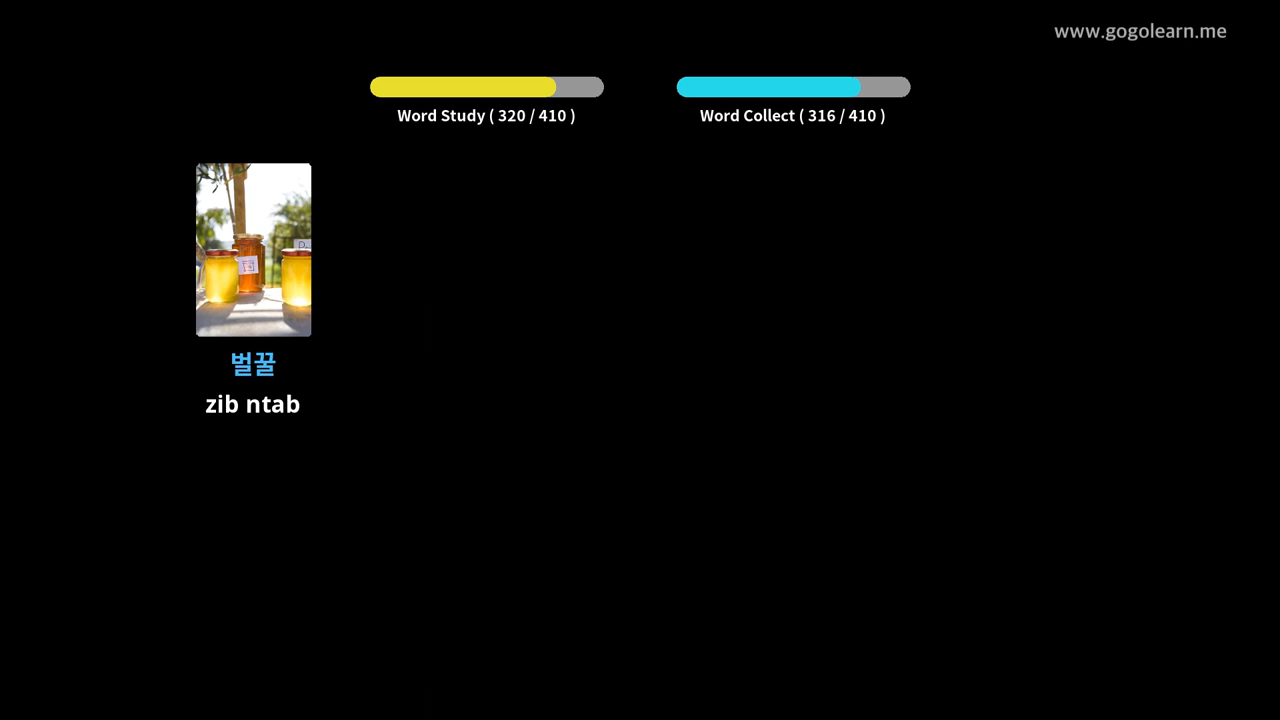 www.gogolearn.me
Word Study ( 320 / 410 )
Word Collect ( 316 / 410 )
D.
벌꿀
zib ntab